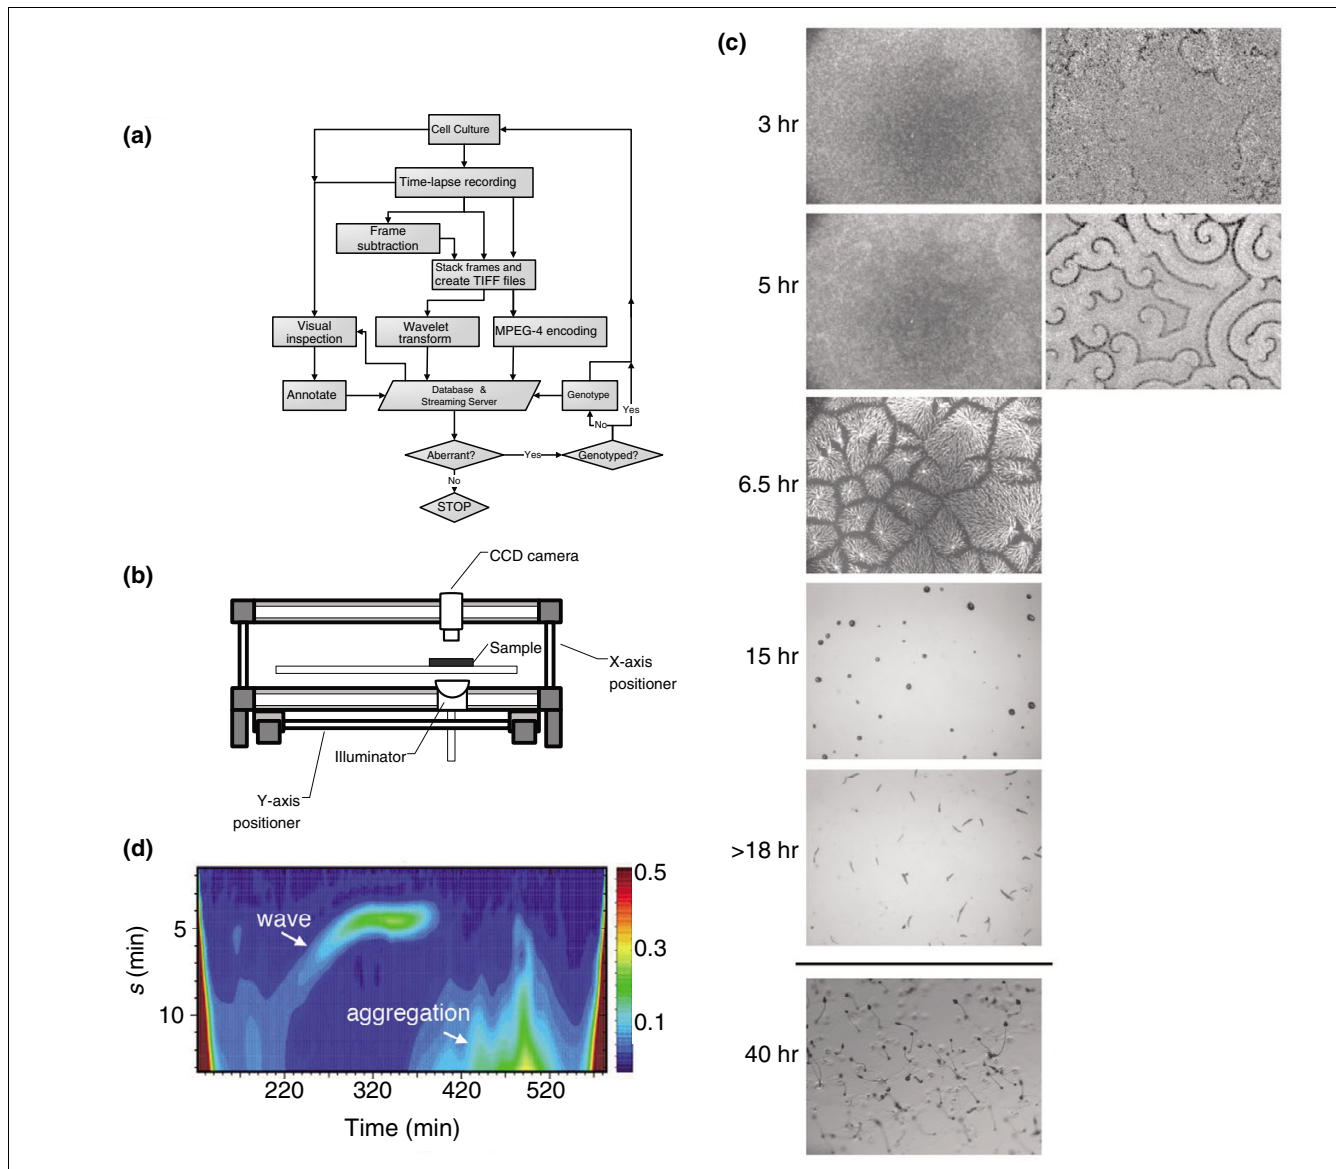 (a)
Cell Culture
Time-lapse recording
Frame
subtraction
Stack frames and
create TIFF files
Visual
inspection
Wavelet
transform
MPEG-4 encoding
Annotate
Database &
Streaming Server
Genotype
Yes
No
Aberrant?
Yes
Genotyped?
No
STOP
(b)
CCD camera
Sample
X-axis
positioner
Illuminator
Y-axis
positioner
(c)
3 hr
5 hr
6.5 hr
15 hr
>18 hr
40 hr
(d)
wave
aggregation
s (min)
5
10
0.5
0.3
0.1
220
320
420
520
Time (min)